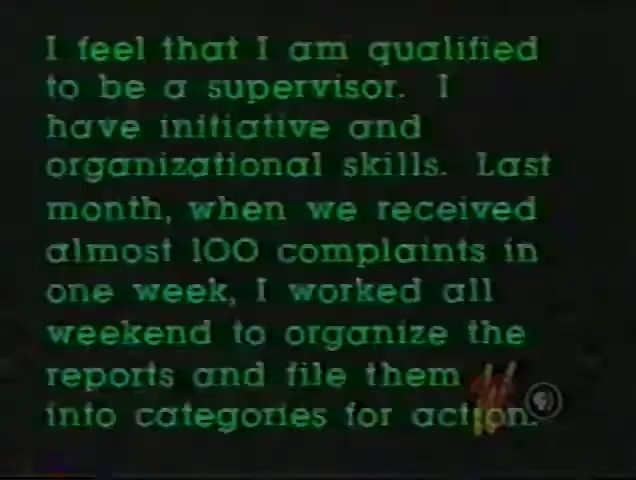 I feel that I am qualified
to be a supervisor. I
have initiative and
organizational skills. Last
month, when we received
almost 100 complaints in
one week, I worked all
weekend to organize the
reports and file them
into categories for action.